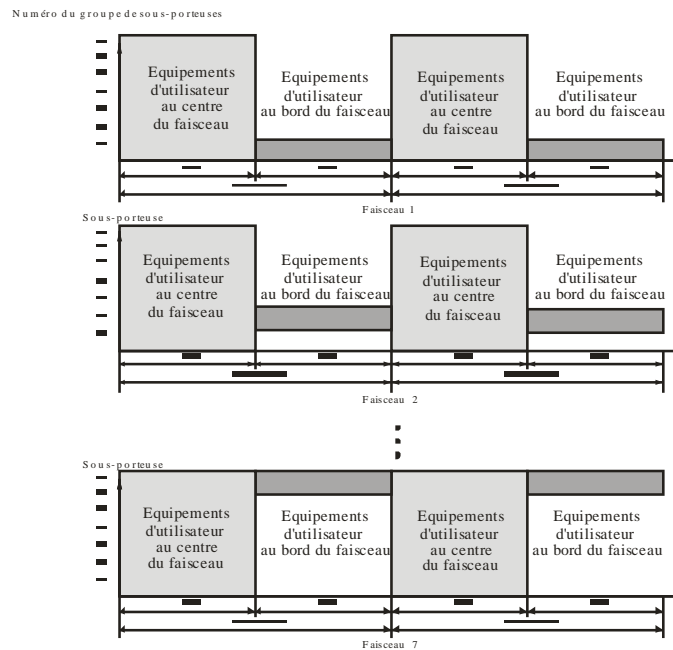 Numéro du groupe de sous-porteuses
Equipements
d'utilisateur
au centre
du faisceau
Equipements
d'utilisateur
au bord du faisceau
Equipements
d'utilisateur
au centre
du faisceau
Equipements
d'utilisateur
au bord du faisceau
Faisceau 1
Sous-porteuse
Equipements
d'utilisateur
au centre
du faisceau
Equipements
d'utilisateur
au bord du faisceau
Equipements
d'utilisateur
au centre
du faisceau
Equipements
d'utilisateur
au bord du faisceau
Faisceau 2
Sous-porteuse
Equipements
d'utilisateur
au centre
du faisceau
Equipements
d'utilisateur
au bord du faisceau
Equipements
d'utilisateur
au centre
du faisceau
Equipements
d'utilisateur
au bord du faisceau
Faisceau 7